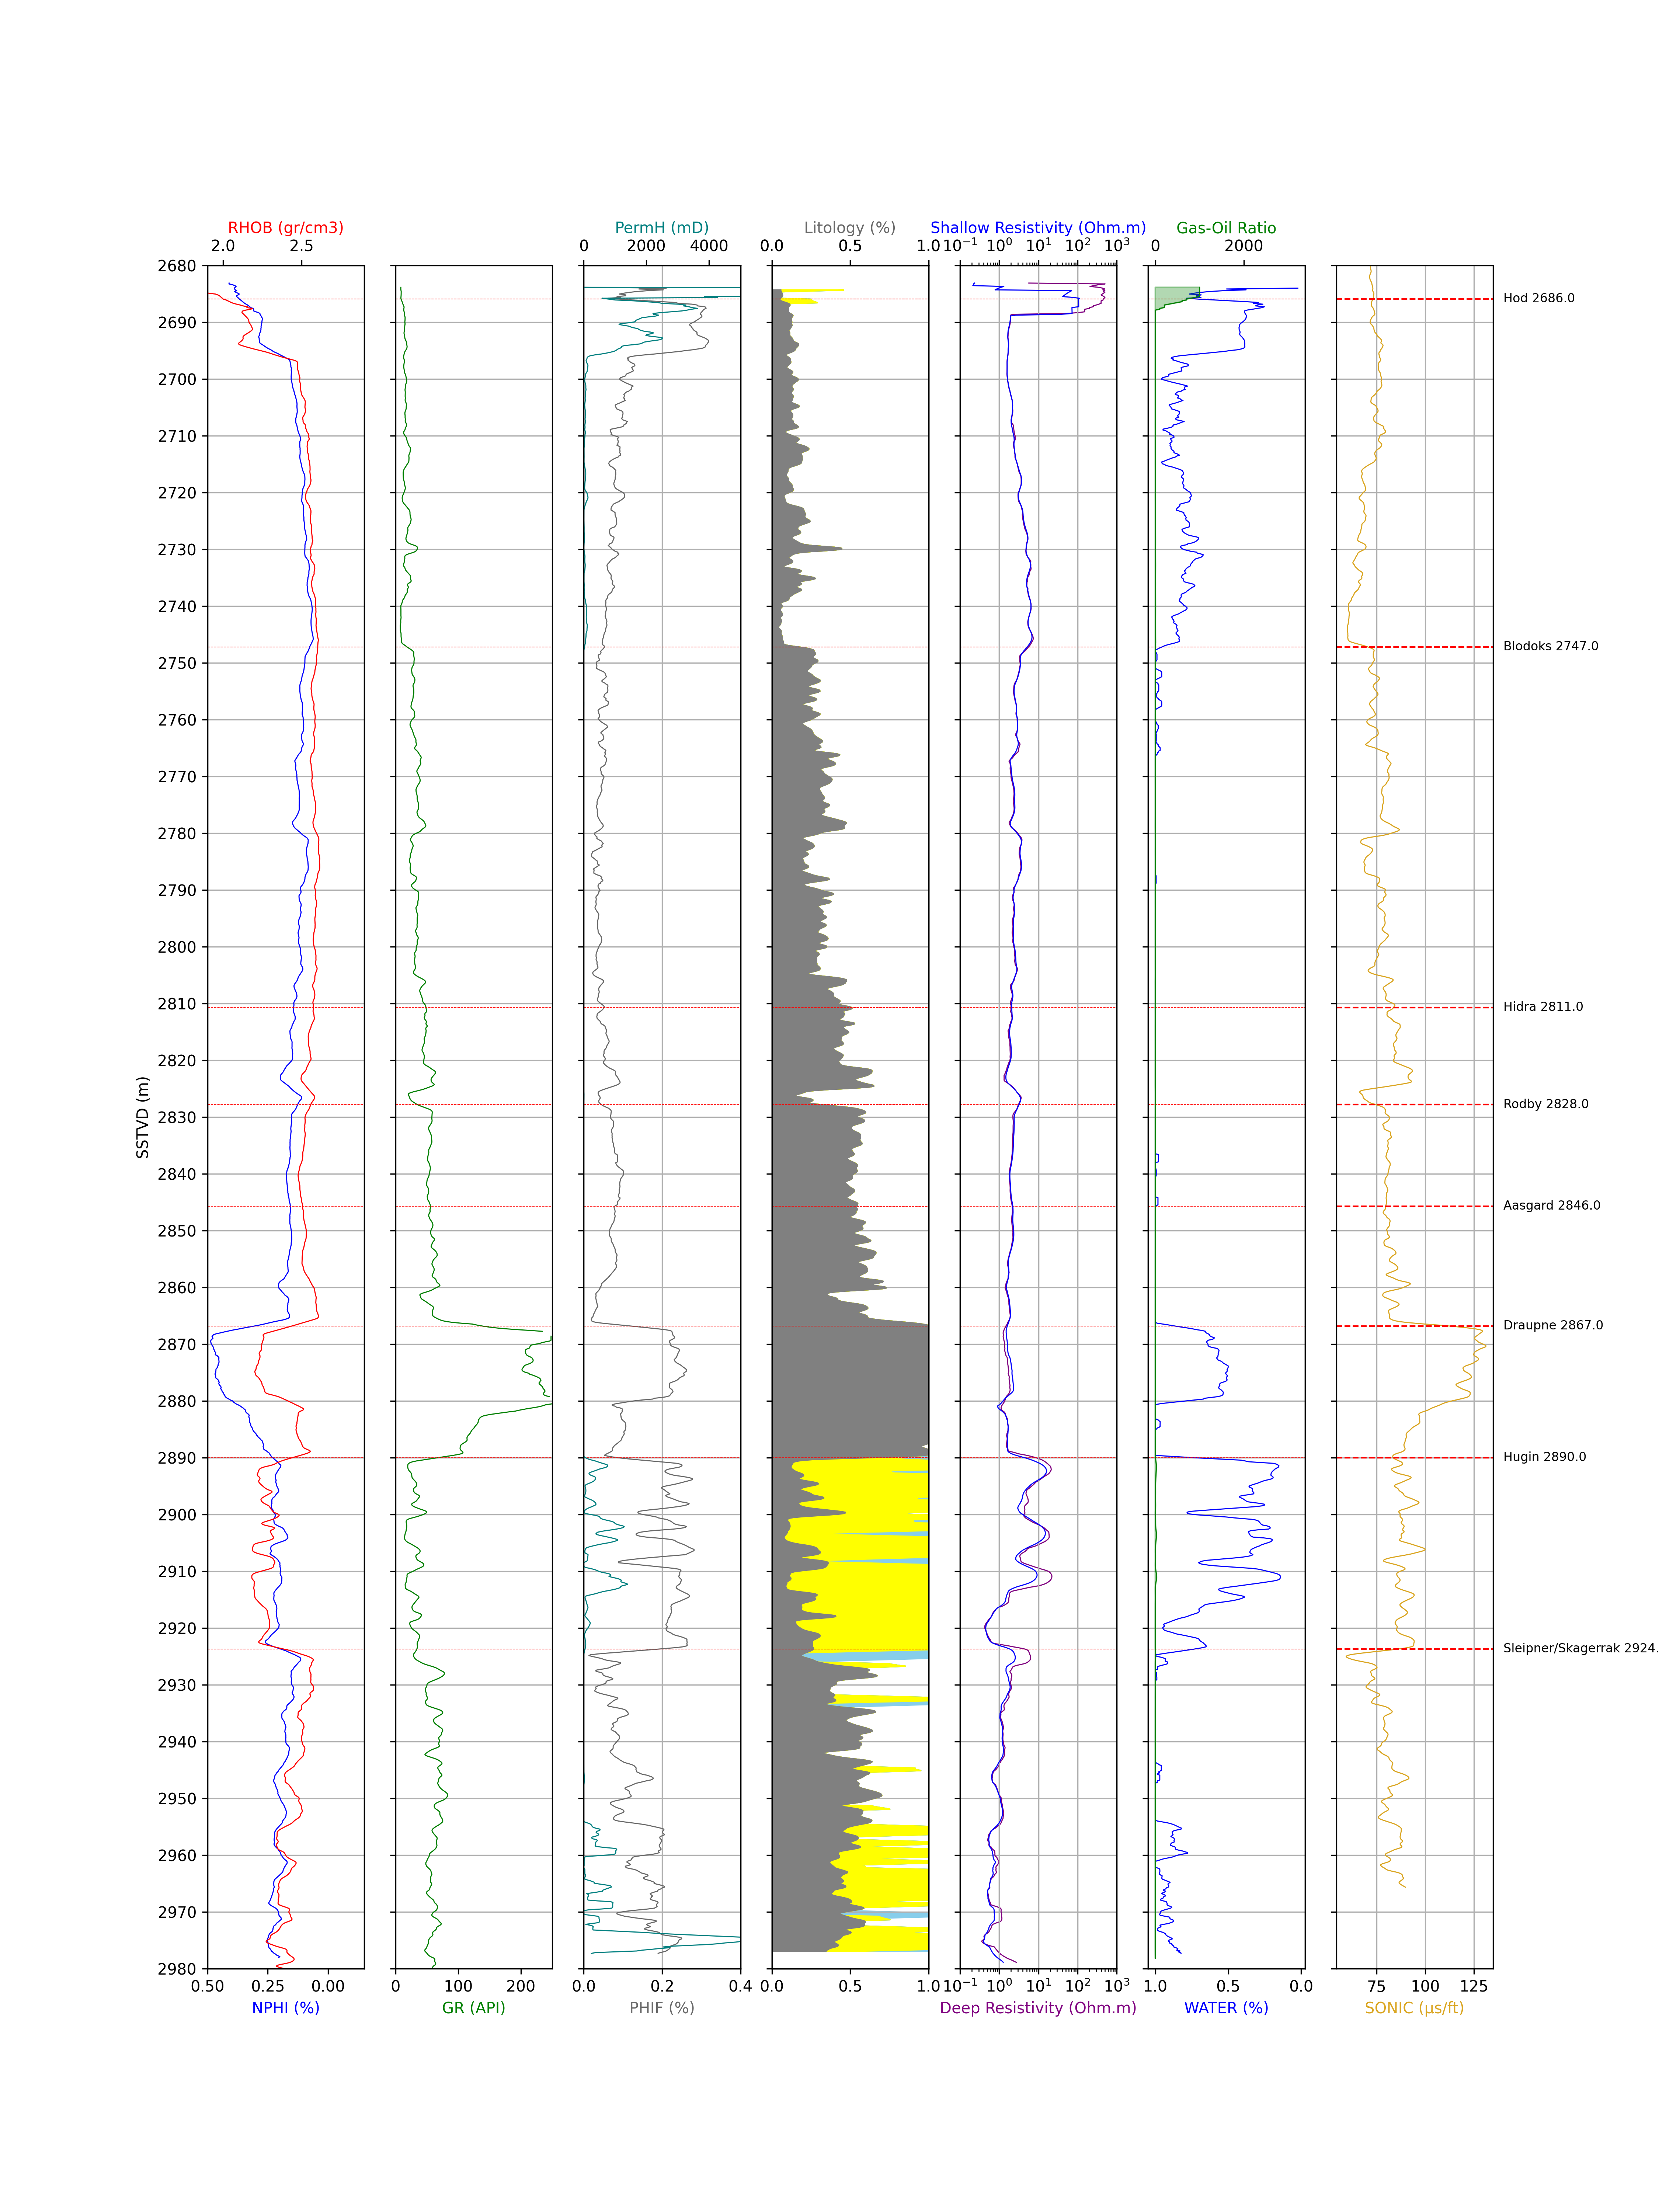 RHOB (gr/cm3) PermH (mD) Litology (%) Shallow Resistivity (Ohm.m) Gas-Oil Ratio
2.0 2.5 0 2000 4000 0.0 0.5 1.0 10⁻¹ 10⁰ 10¹ 10² 10³ 0 2000
2680
Hod 2686.0
2690
2700
2710
2720
2730
2740
Blodoks 2747.0
2750
2760
2770
2780
2790
2800
2810
Hidra 2811.0
2820
Rodby 2828.0
2830
SSTVD (m)
2840
Aasgard 2846.0
2850
2860
Draupne 2867.0
2870
2880
2890 Hugin 2890.0
2900
2910
2920
Sleipner/Skagerrak 2924.
2930
2940
2950
2960
2970
2980
0.50 0.25 0.00 0 100 200 0.0 0.2 0.4 0.0 0.5 1.0 10⁻¹ 10⁰ 10¹ 10² 10³ 1.0 0.5 0.0 75 100 125
NPHI (%) GR (API) PHIF (%) Deep Resistivity (Ohm.m) WATER (%) SONIC (µs/ft)